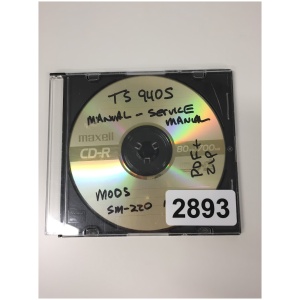 TS 940S
MANUAL - SERVICE
MANUAL
maxell
CD-R
PDF+
ZIP
MODS
SM-220
2893